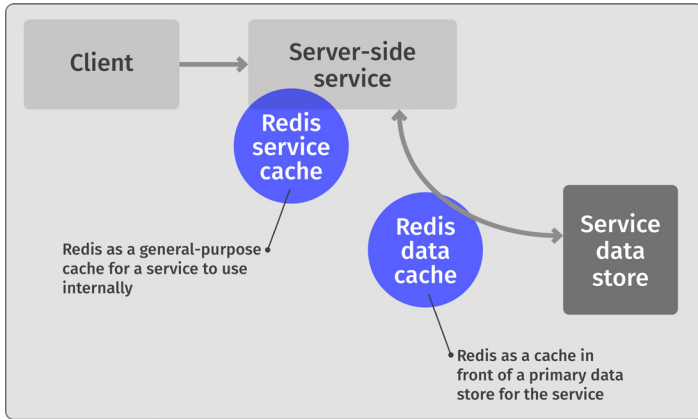 Client
Server-side
service
Redis
service
cache
Redis as a general-purpose
cache for a service to use
internally
Redis
data
cache
Service
data
store
Redis as a cache in
front of a primary data
store for the service